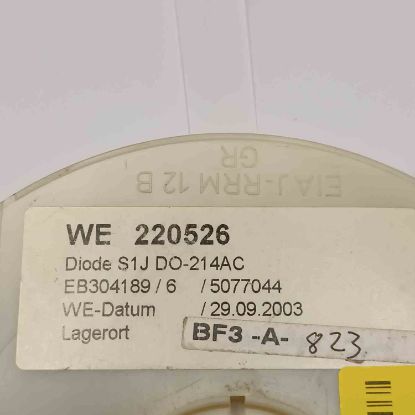 EIAJ-RRM 12 B
GR
WE 220526
Diode S1J DO-214AC
EB304189 / 6 / 5077044
WE-Datum / 29.09.2003
Lagerort BF3 -A- 823